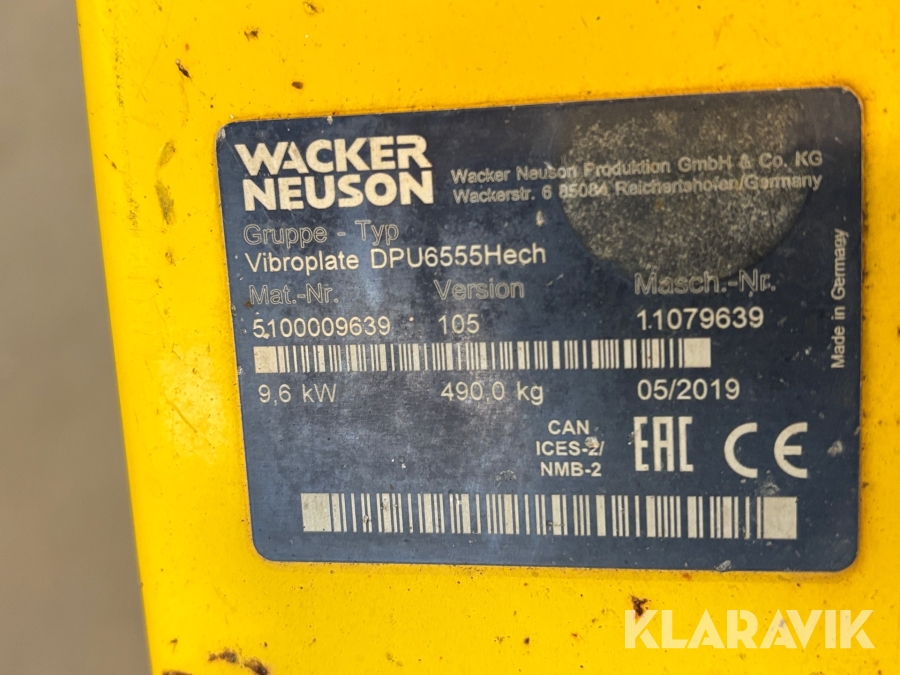 WACKER
NEUSON
Wacker Neuson Produktion GmbH & Co. KG
Wackerstr. 6 85084 Reichertshofen/Germany
Gruppe - Typ
Vibroplate DPU6555Hech
Mat.-Nr. Version Masch.-Nr.
5100009639 105 11079639
9,6 kW 490.0 kg 05/2019
Made in Germany
CAN
ICES-2/
NMB-2
EAC CE
KLARAVIK